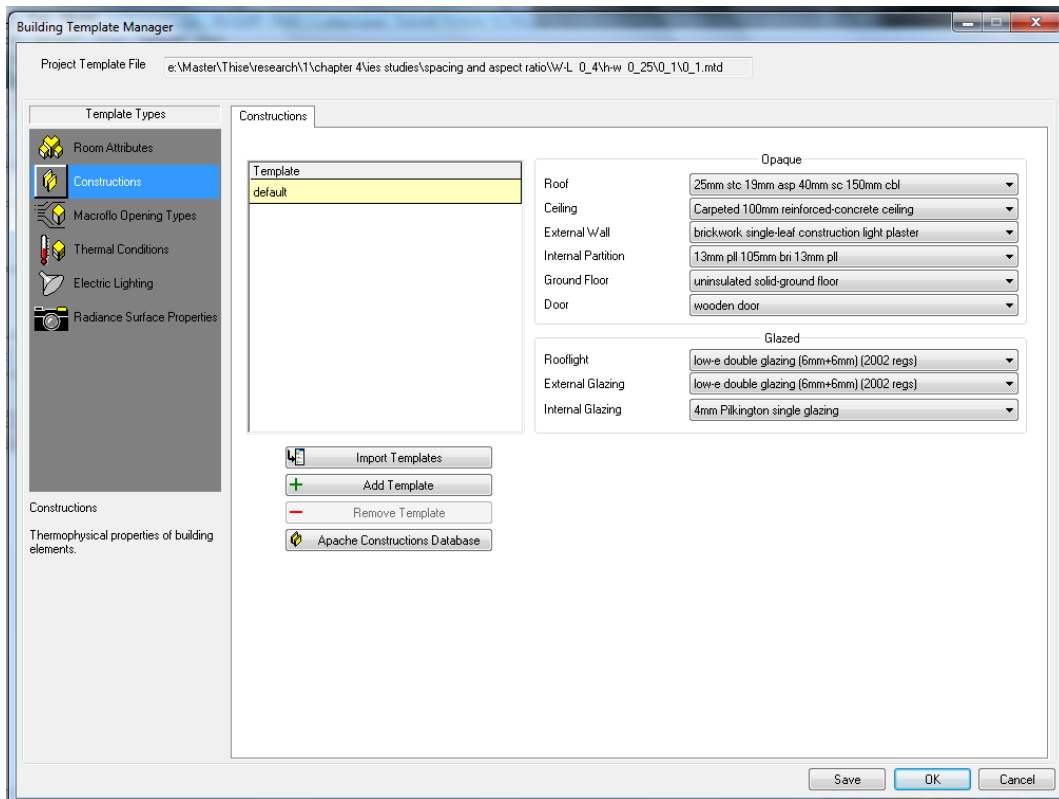 Building Template Manager
Project Template File e:\Master\Thise\research\1\chapter 4\ies studies\spacing and aspect ratio\W-L 0_4\h-w 0_25\0_1\0_1.mtd
Template Types
Room Attributes
Constructions
Macroflo Opening Types
Thermal Conditions
Electric Lighting
Radiance Surface Properties
Constructions
Thermophysical properties of building
elements.
Constructions
Template
default
Import Templates
Add Template
Remove Template
Apache Constructions Database
Opaque
Roof 25mm stc 19mm asp 40mm sc 150mm cbl
Ceiling Carpeted 100mm reinforced-concrete ceiling
External Wall brickwork single-leaf construction light plaster
Internal Partition 13mm pll 105mm bri 13mm pll
Ground Floor uninsulated solid-ground floor
Door wooden door
Glazed
Rooflight low-e double glazing (6mm+6mm) (2002 regs)
External Glazing low-e double glazing (6mm+6mm) (2002 regs)
Internal Glazing 4mm Pilkington single glazing
Save OK Cancel